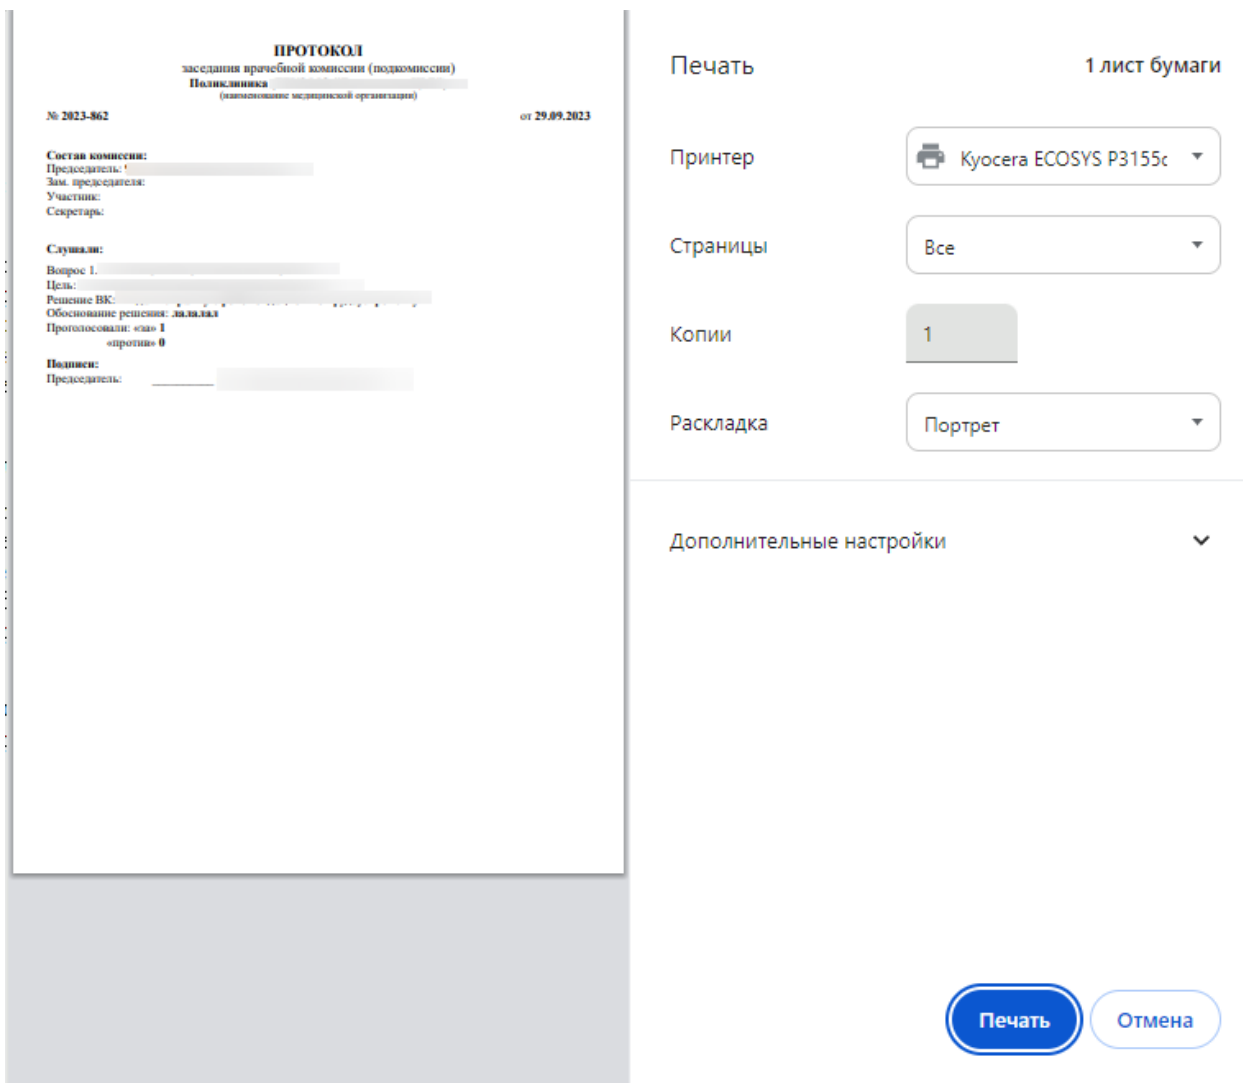 ПРОТОКОЛ
заседания врачебной комиссии (подкомиссии)
Поликлиника
(наименование медицинской организации)
№ 2023-862 от 29.09.2023
Состав комиссии:
Председатель:
Зам. председателя:
Участник:
Секретарь:
Слушали:
Вопрос 1.
Цель:
Решение ВК:
Обоснование решения: лалалал
Проголосовали: «за» 1
«против» 0
Подписи:
Председатель: ___________
Печать
1 лист бумаги
Принтер
Kyocera ECOSYS P3155
Страницы
Все
Копии
1
Раскладка
Портрет
Дополнительные настройки
Печать
Отмена